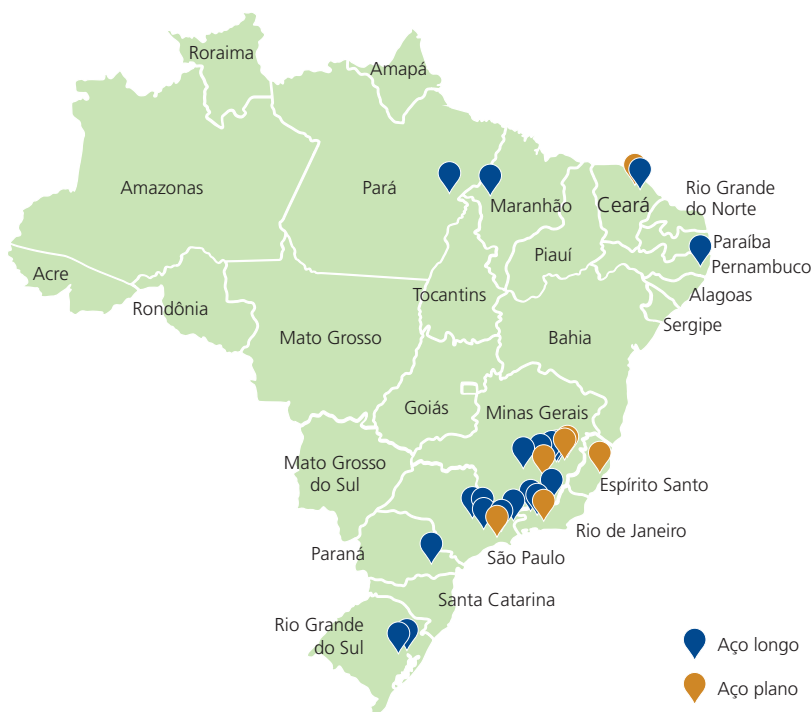 Roraima
Amapá
Amazonas
Pará
Maranhão
Ceará
Rio Grande
do Norte
Paraíba
Pernambuco
Piauí
Acre
Rondônia
Tocantins
Alagoas
Sergipe
Mato Grosso
Bahia
Goiás
Minas Gerais
Mato Grosso
do Sul
Espírito Santo
Rio de Janeiro
Paraná
São Paulo
Santa Catarina
Rio Grande
do Sul
Aço longo
Aço plano